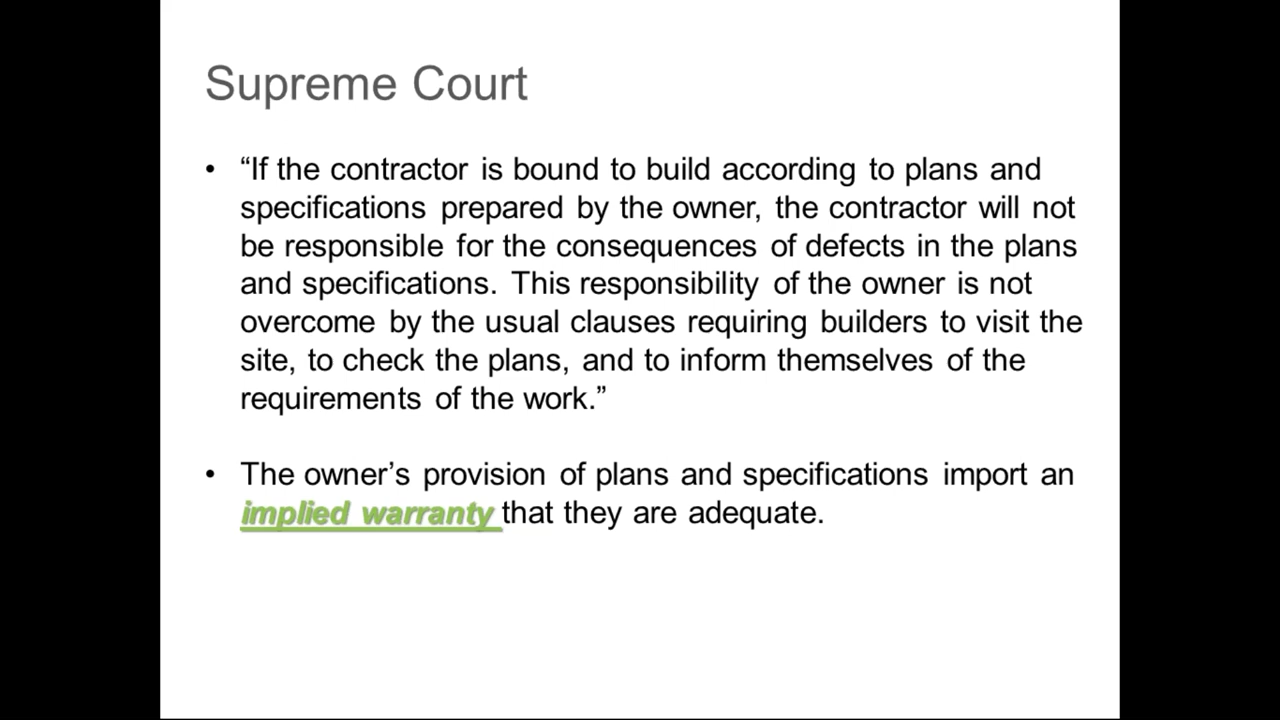 Supreme Court
• “If the contractor is bound to build according to plans and
specifications prepared by the owner, the contractor will not
be responsible for the consequences of defects in the plans
and specifications. This responsibility of the owner is not
overcome by the usual clauses requiring builders to visit the
site, to check the plans, and to inform themselves of the
requirements of the work.”
• The owner’s provision of plans and specifications import an
implied warranty that they are adequate.